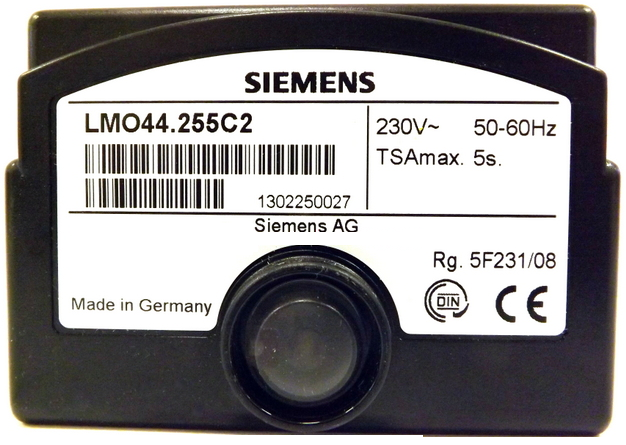 SIEMENS
LMO44.255C2
230V~ 50-60Hz
TSAmax. 5s.
1302250027
Siemens AG
Rg. 5F231/08
Made in Germany
DIN
CE